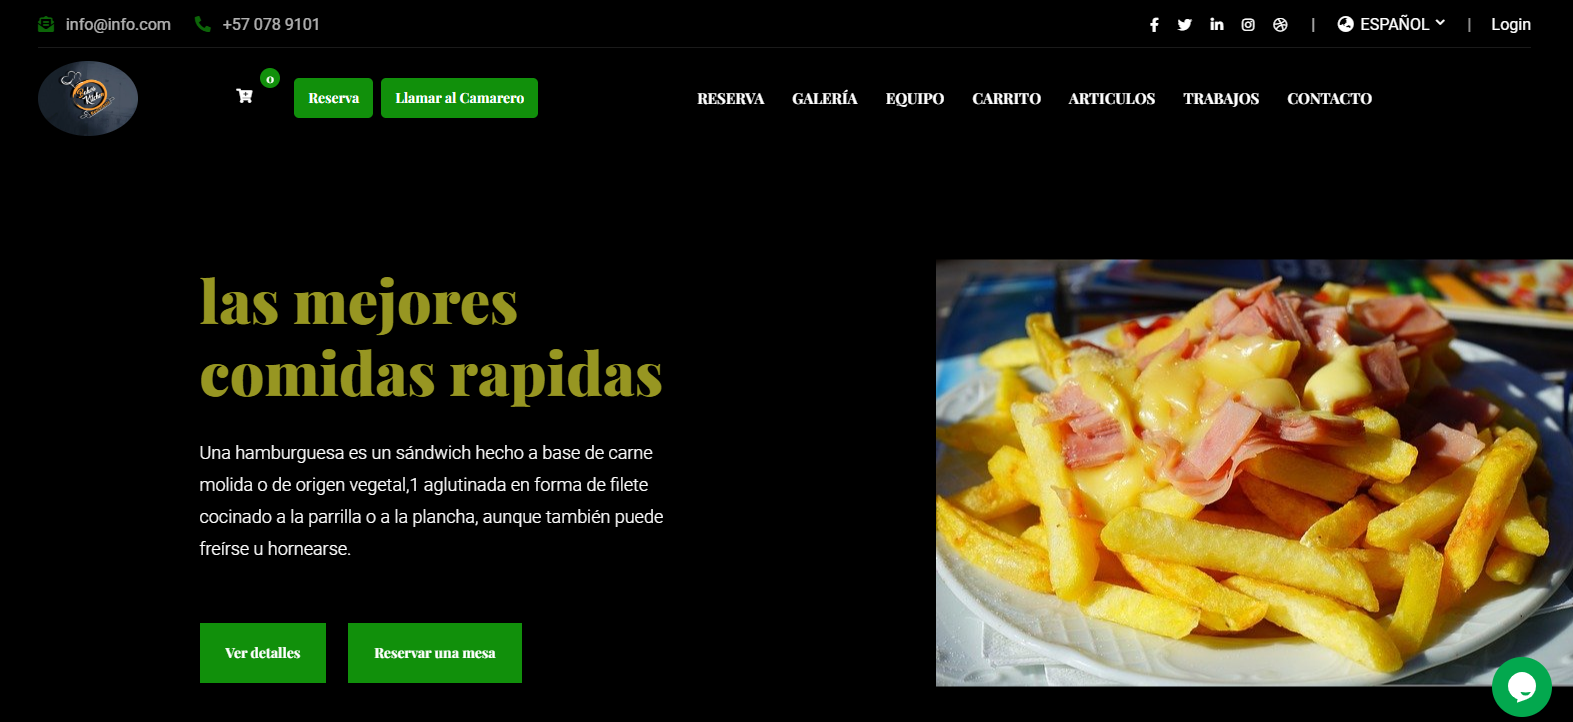 info@info.com +57 078 9101 | ESPAÑOL | Login
0
Reserva Llamar al Camarero RESERVA GALERÍA EQUIPO CARRITO ARTICULOS TRABAJOS CONTACTO
las mejores
comidas rapidas
Una hamburguesa es un sándwich hecho a base de carne
molida o de origen vegetal,1 aglutinada en forma de filete
cocinado a la parrilla o a la plancha, aunque también puede
freírse u hornearse.
Ver detalles Reservar una mesa